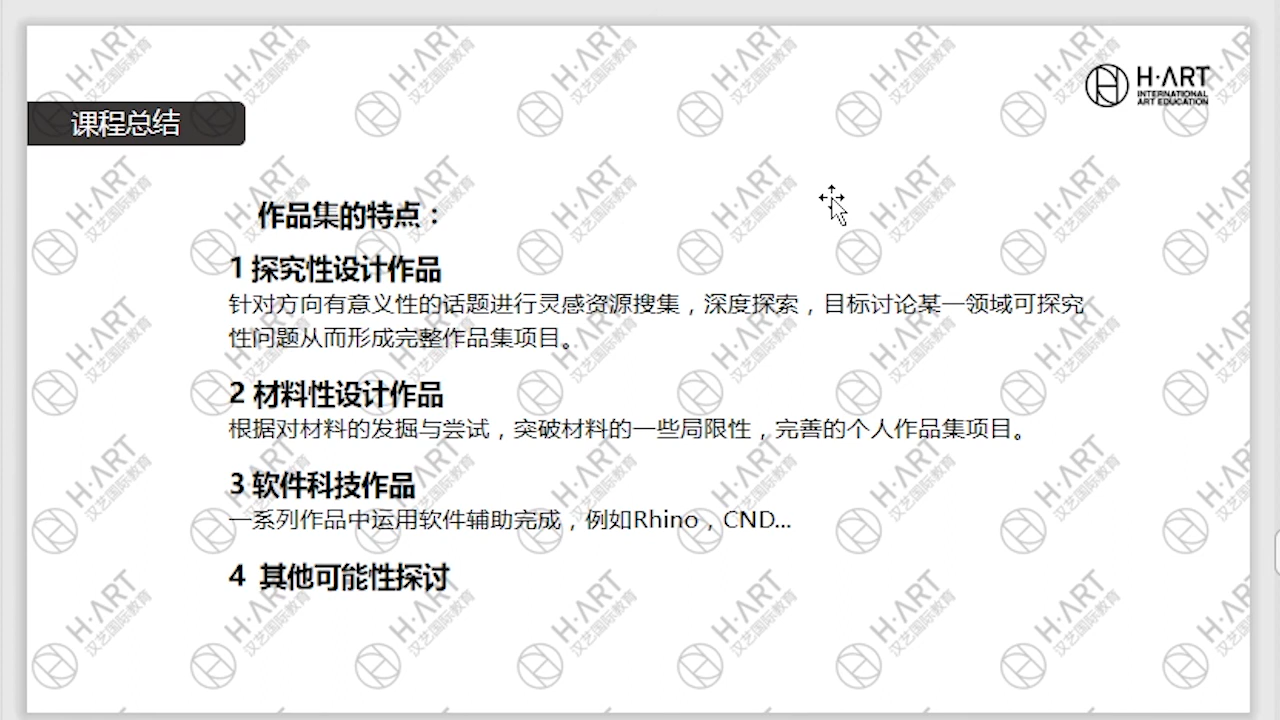 H·ART
INTERNATIONAL
ART EDUCATION
课程总结
作品集的特点：
1 探究性设计作品
针对方向有意义性的话题进行灵感资源搜集，深度探索，目标讨论某一领域可探究
性问题从而形成完整作品集项目。
2 材料性设计作品
根据对材料的发掘与尝试，突破材料的一些局限性，完善的个人作品集项目。
3 软件科技作品
一系列作品中运用软件辅助完成，例如Rhino，CND...
4 其他可能性探讨
H·ART
汉艺国际教育